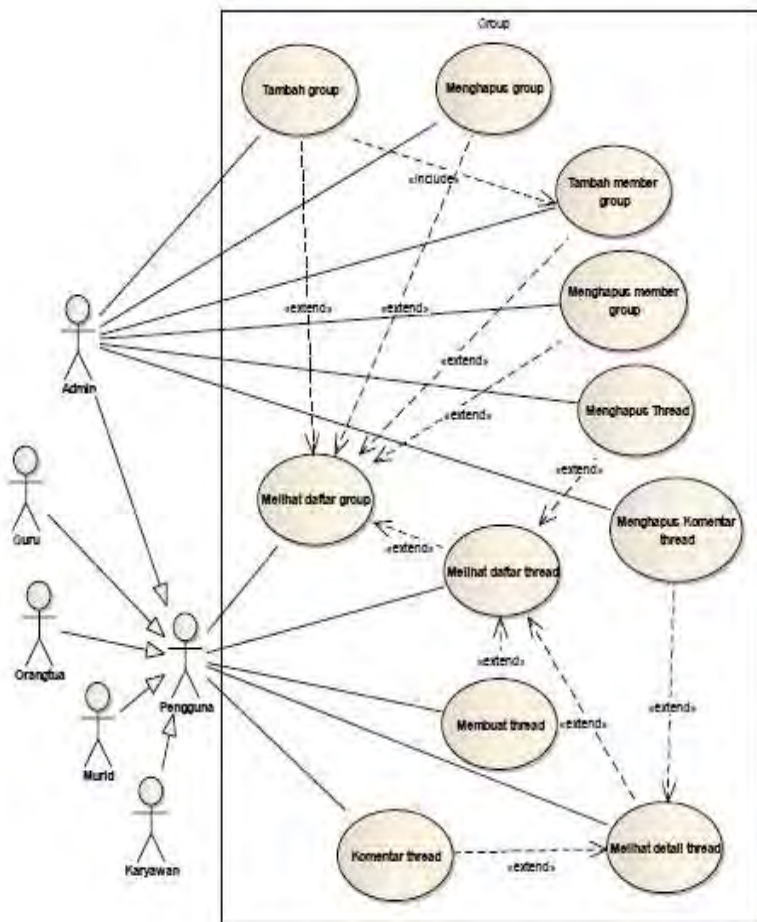 Group
Tambah group
Menghapus group
«include»
Tambah member
group
Menghapus member
group
«extend»
«extend»
«extend»
Admin
«extend»
Menghapus Thread
Melihat daftar group
«extend»
Menghapus Komentar
thread
Guru
«extend»
Melihat daftar thread
Orangtua
«extend»
Pengguna
Membuat thread
«extend»
«extend»
Murid
Komentar thread
«extend»
Melihat detail thread
Karyawan